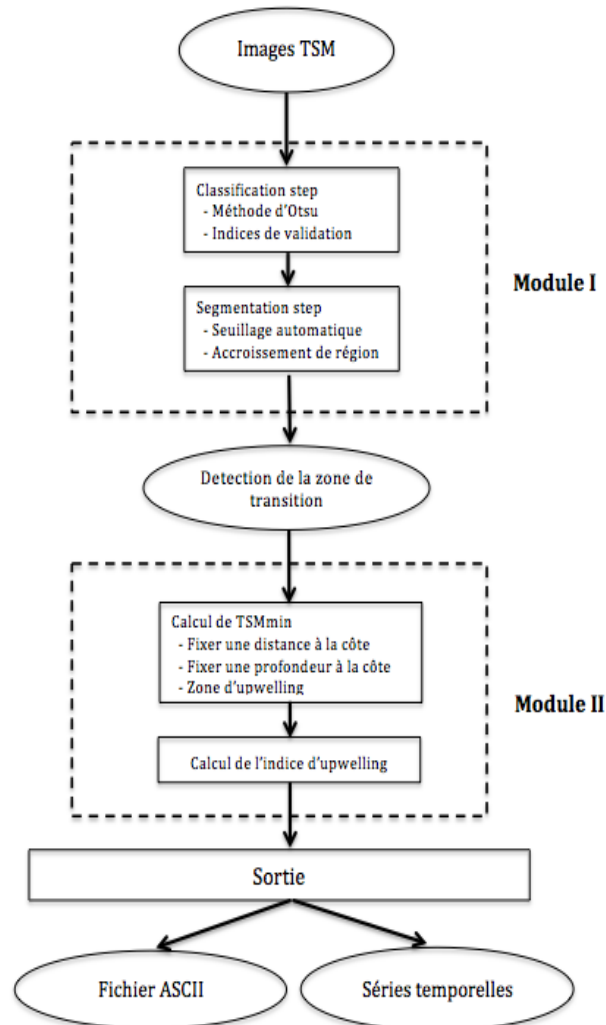 Images TSM
Classification step
- Méthode d'Otsu
- Indices de validation
Module I
Segmentation step
- Seuillage automatique
- Accroissement de région
Detection de la zone de
transition
Calcul de TSMmin
- Fixer une distance à la côte
- Fixer une profondeur à la côte
- Zone d'upwelling
Module II
Calcul de l'indice d'upwelling
Sortie
Fichier ASCII
Séries temporelles